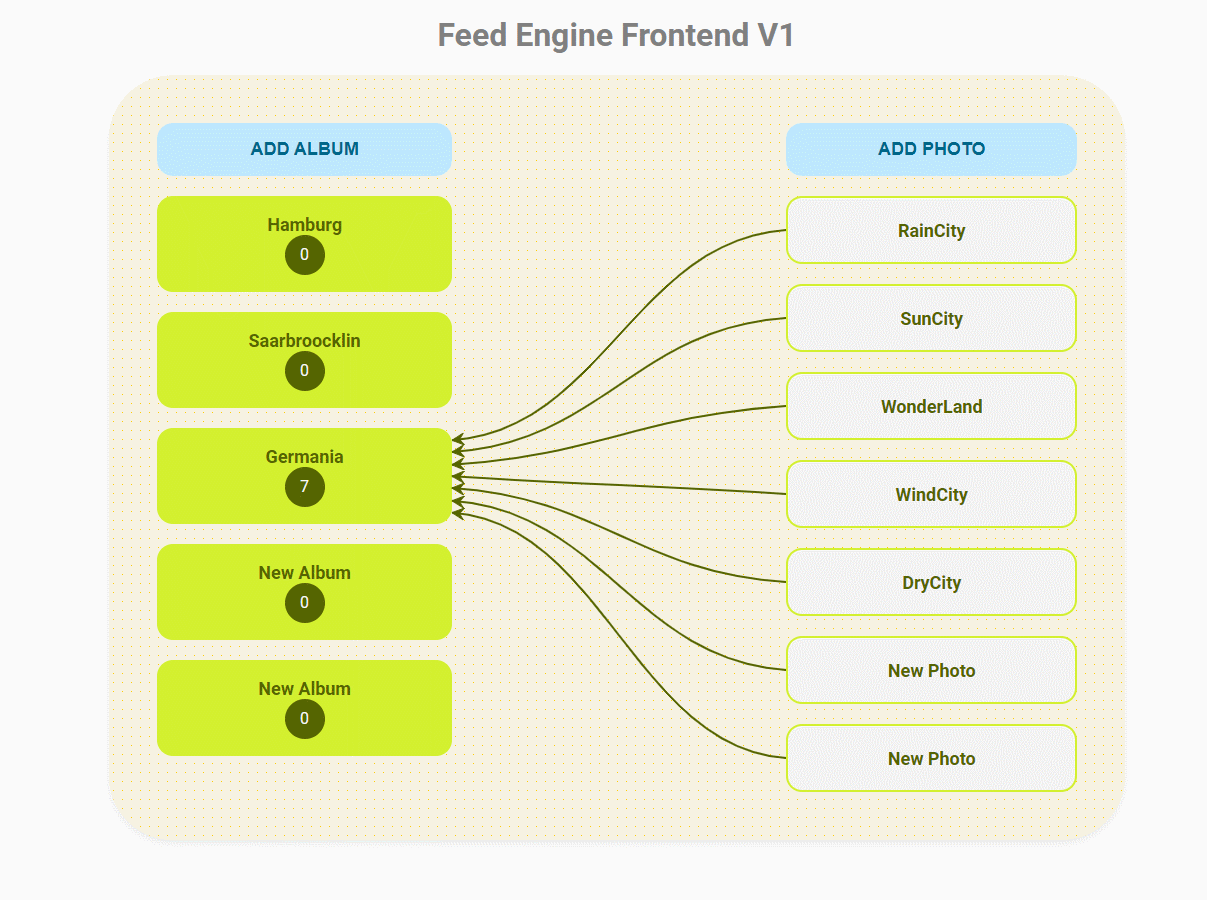 Feed Engine Frontend V1
ADD ALBUM
Hamburg
0
Saarbroocklin
0
Germania
7
New Album
0
New Album
0
ADD PHOTO
RainCity
SunCity
WonderLand
WindCity
DryCity
New Photo
New Photo